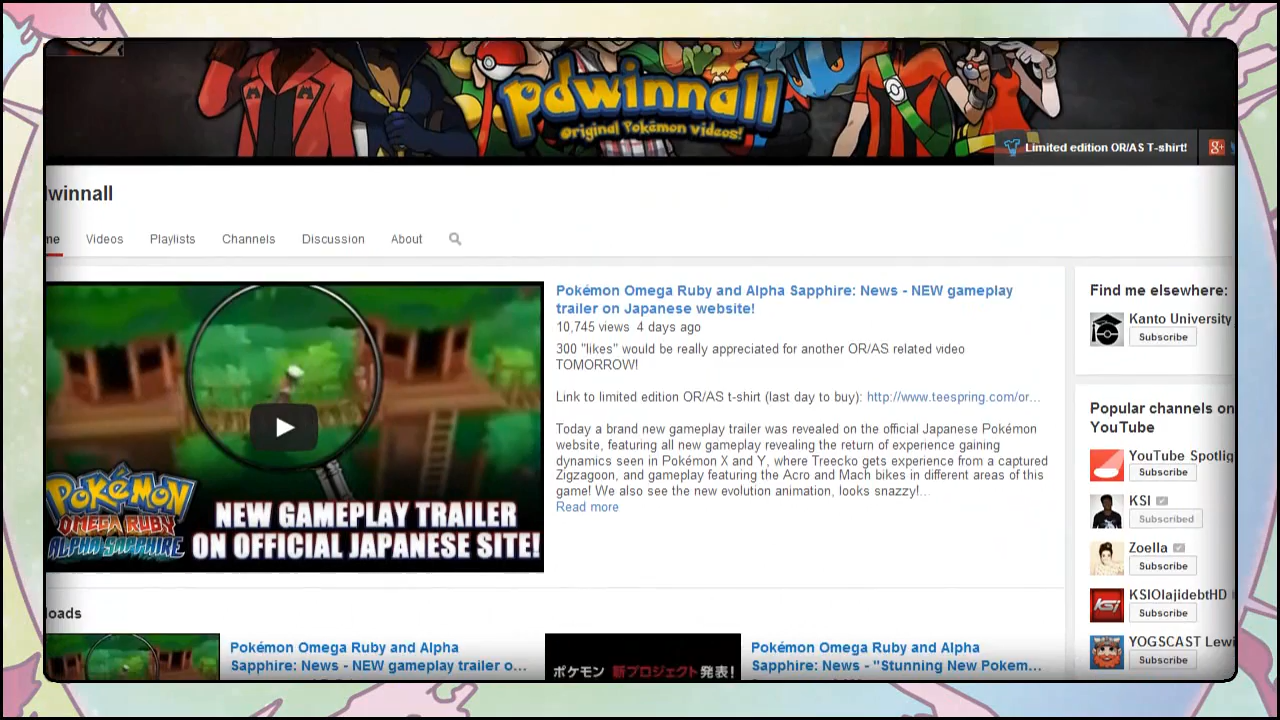 pdwinnall
Original Pokémon Videos!
Limited edition OR/AS T-shirt!
g+
winnall
me
Videos
Playlists
Channels
Discussion
About
Pokémon Omega Ruby and Alpha Sapphire: News - NEW gameplay
trailer on Japanese website!
10,745 views 4 days ago
300 "likes" would be really appreciated for another OR/AS related video
TOMORROW!
Link to limited edition OR/AS t-shirt (last day to buy): http://www.teespring.com/or...
Today a brand new gameplay trailer was revealed on the official Japanese Pokémon
website, featuring all new gameplay revealing the return of experience gaining
dynamics seen in Pokémon X and Y, where Treecko gets experience from a captured
Zigzagoon, and gameplay featuring the Acro and Mach bikes in different areas of this
game! We also see the new evolution animation, looks snazzy!...
Read more
POKéMON
OMEGA RUBY
ALPHA SAPPHIRE
NEW GAMEPLAY TRAILER
ON OFFICIAL JAPANESE SITE!
Find me elsewhere:
Kanto University
Subscribe
Popular channels on
YouTube
YouTube Spotlig
Subscribe
KSI
Subscribed
Zoella
Subscribe
KSI
KSIOlajidebtHD
Subscribe
YOGSCAST Lewi
Subscribe
loads
Pokémon Omega Ruby and Alpha
Sapphire: News - NEW gameplay trailer o...
ポケモン 新プロジェクト発表!
Pokémon Omega Ruby and Alpha
Sapphire: News - "Stunning New Pokem...